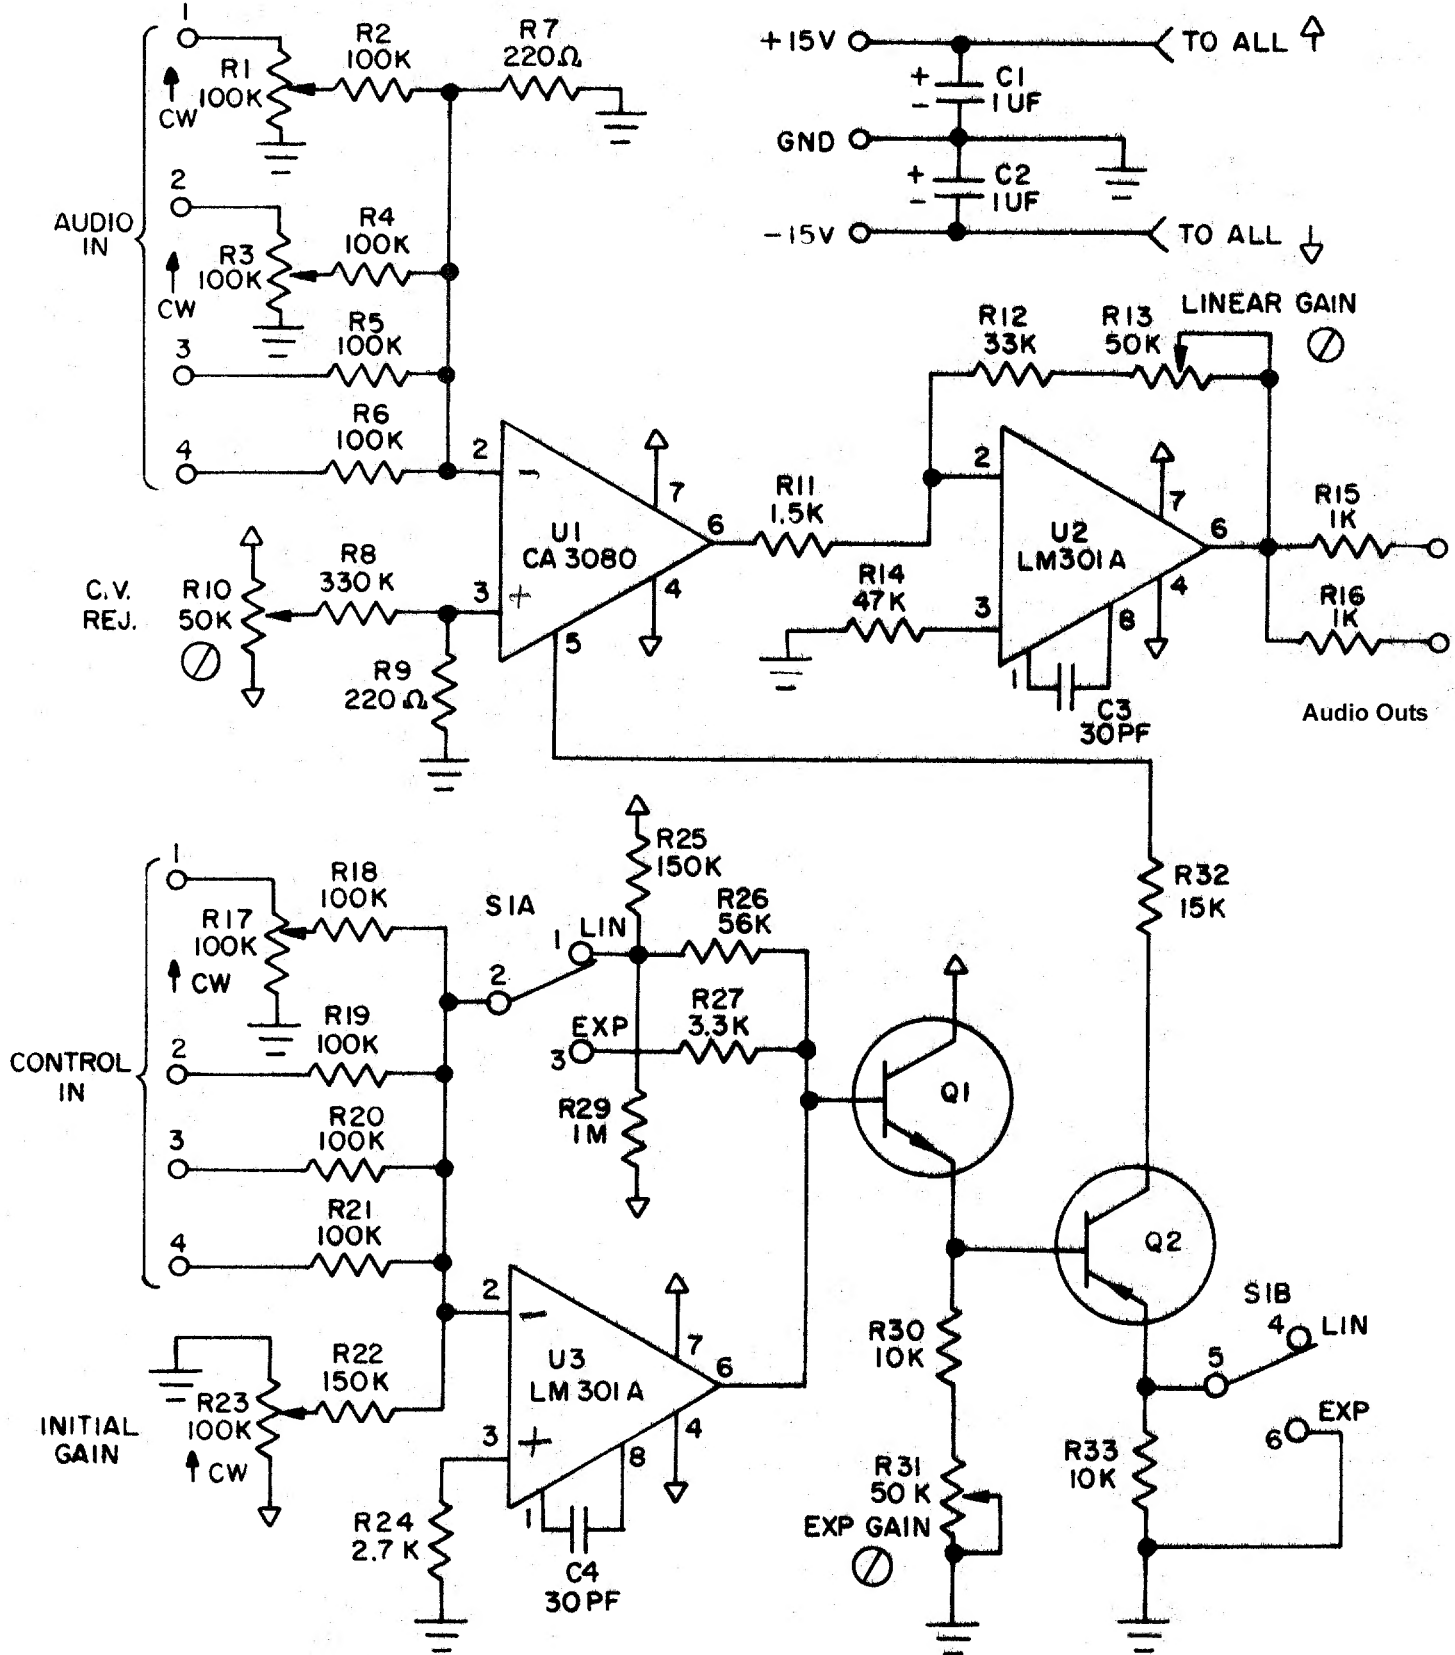 1
R1
100K
CW
R2
100K
R7
220Ω
2
AUDIO
IN
R3
100K
CW
R4
100K
3
R5
100K
4
R6
100K
+15V
TO ALL
+
-
C1
1UF
GND
+
-
C2
1UF
-15V
TO ALL
C.V.
REJ.
R10
50K
R8
330K
R9
220Ω
2
-
3
+
U1
CA 3080
7
6
4
5
R11
1.5K
R12
33K
R13
50K
LINEAR GAIN
2
3
U2
LM301A
7
6
4
8
1
R14
47K
C3
30PF
R15
1K
R16
1K
Audio Outs
CONTROL
IN
1
R17
100K
CW
R18
100K
2
R19
100K
3
R20
100K
4
R21
100K
INITIAL
GAIN
R23
100K
CW
R22
150K
S1A
2
1
LIN
EXP
3
R25
150K
R26
56K
R27
3.3K
R29
1M
2
-
3
+
U3
LM 301A
7
6
4
8
1
R24
2.7K
C4
30PF
Q1
R30
10K
R31
50K
EXP GAIN
R32
15K
Q2
S1B
4
LIN
5
6
EXP
R33
10K